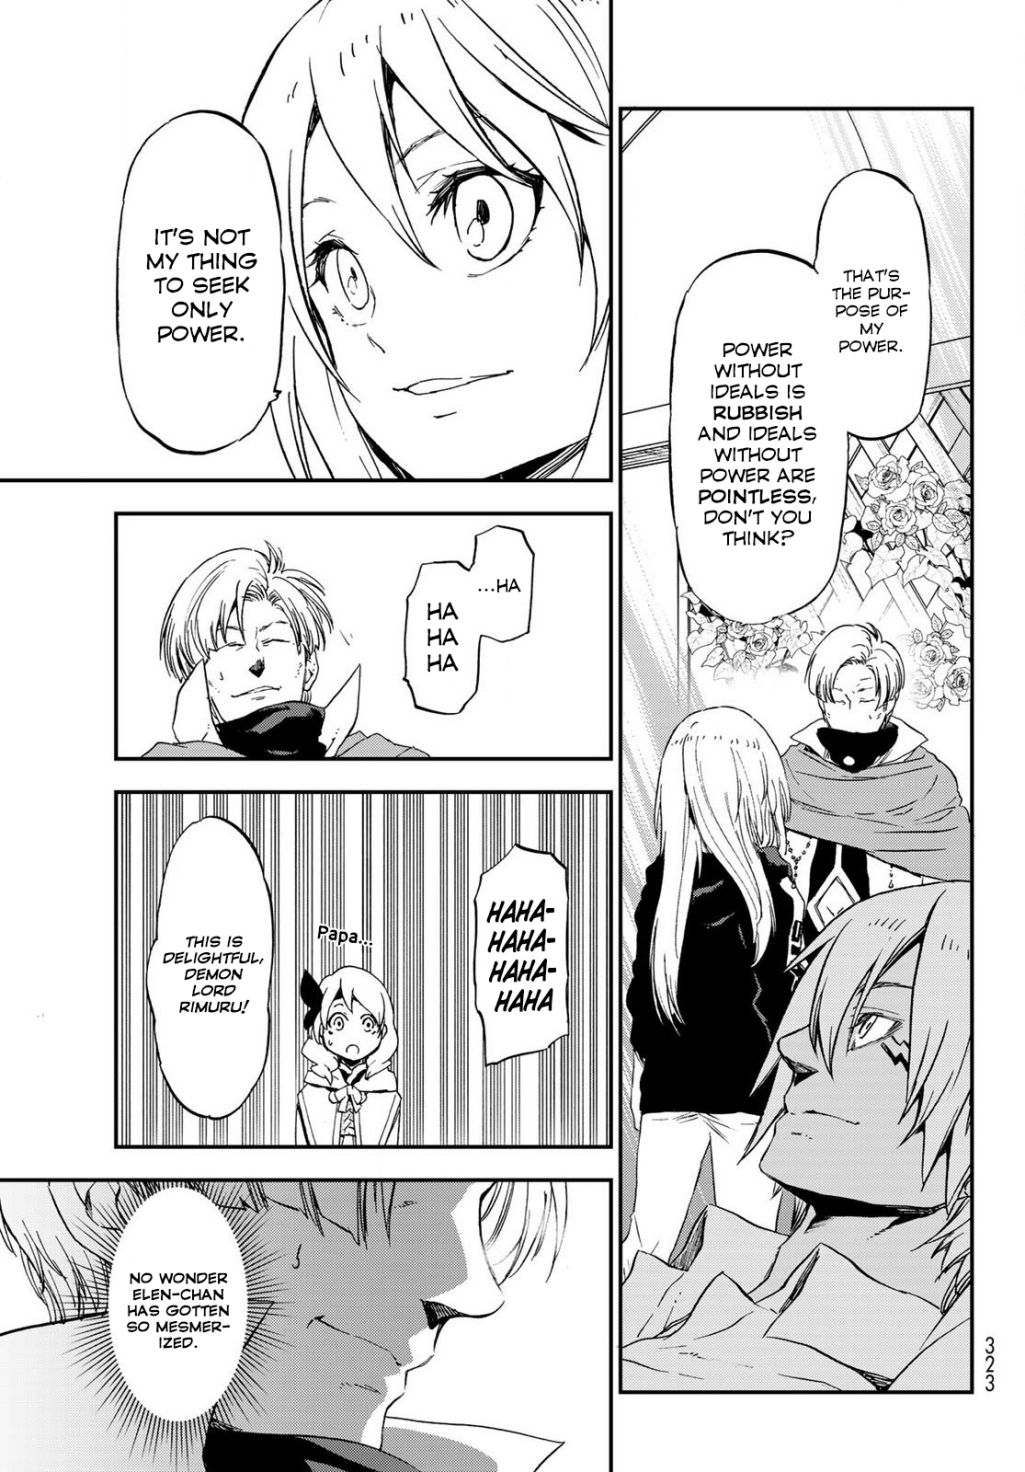 THAT'S
THE PUR-
POSE OF
MY
POWER.
POWER
WITHOUT
IDEALS IS
RUBBISH
AND IDEALS
WITHOUT
POWER ARE
POINTLESS,
DON'T YOU
THINK?
IT'S NOT
MY THING
TO SEEK
ONLY
POWER.
...HA
HA
HA
HA
HAHA-
HAHA-
HAHA-
HAHA
Papa...
THIS IS
DELIGHTFUL,
DEMON
LORD
RIMURU!
NO WONDER
ELEN-CHAN
HAS GOTTEN
SO MESMER-
IZED.
323